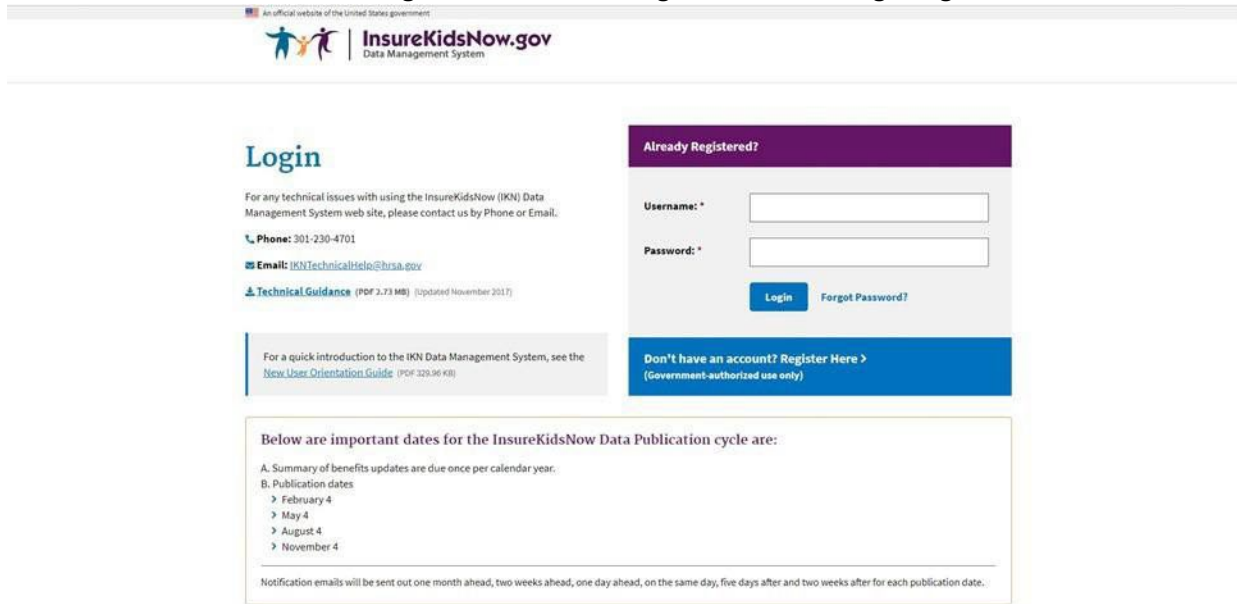 An official website of the United States government
InsureKidsNow.gov
Data Management System
Login
For any technical issues with using the InsureKidsNow (IKN) Data
Management System web site, please contact us by Phone or Email.
Phone: 301-230-4701
Email: IKNTechnicalHelp@hrsa.gov
Technical Guidance (PDF 3.73 MB) (Updated November 2017)
For a quick introduction to the IKN Data Management System, see the
New User Orientation Guide (PDF 329.96 KB)
Already Registered?
Username: *
Password: *
Login Forgot Password?
Don't have an account? Register Here >
(Government-authorized use only)
Below are important dates for the InsureKidsNow Data Publication cycle are:
A. Summary of benefits updates are due once per calendar year.
B. Publication dates
> February 4
> May 4
> August 4
> November 4
Notification emails will be sent out one month ahead, two weeks ahead, one day ahead, on the same day, five days after and two weeks after for each publication date.